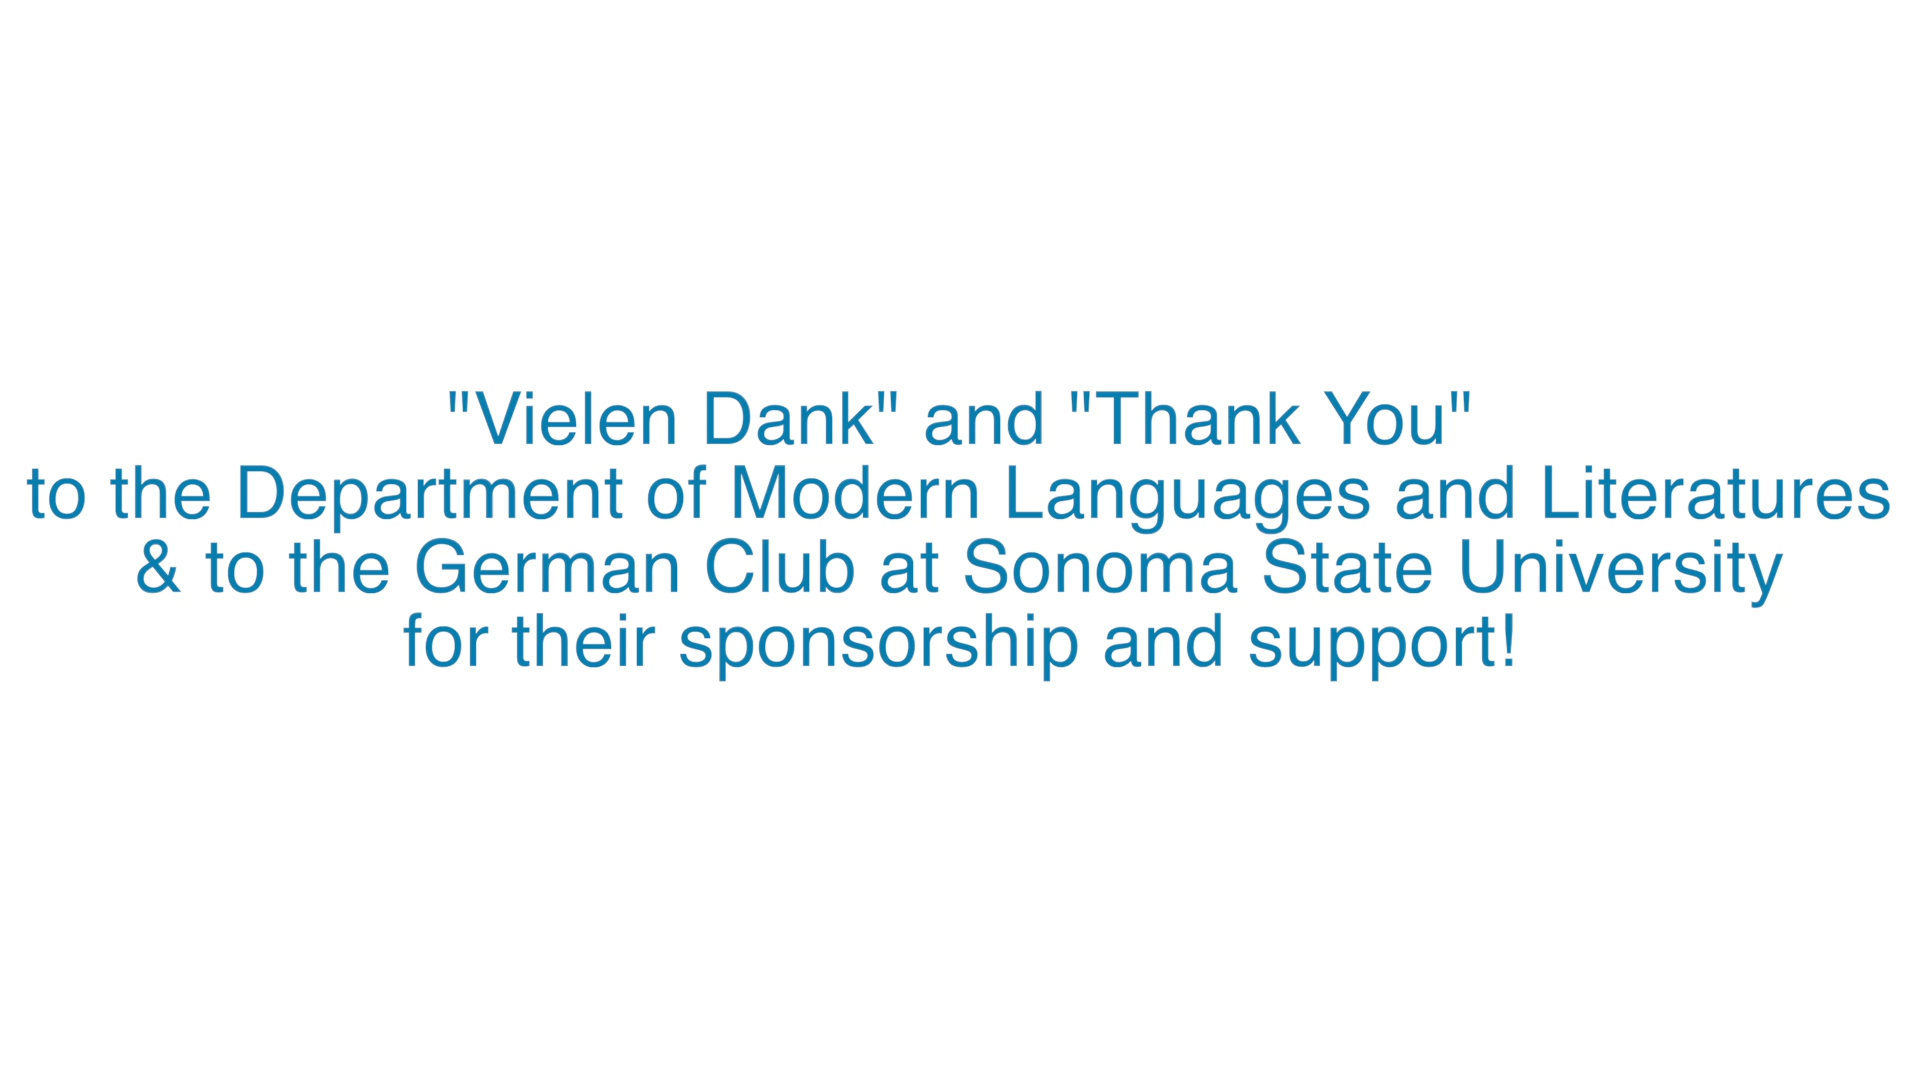 "Vielen Dank" and "Thank You"
to the Department of Modern Languages and Literatures
& to the German Club at Sonoma State University
for their sponsorship and support!